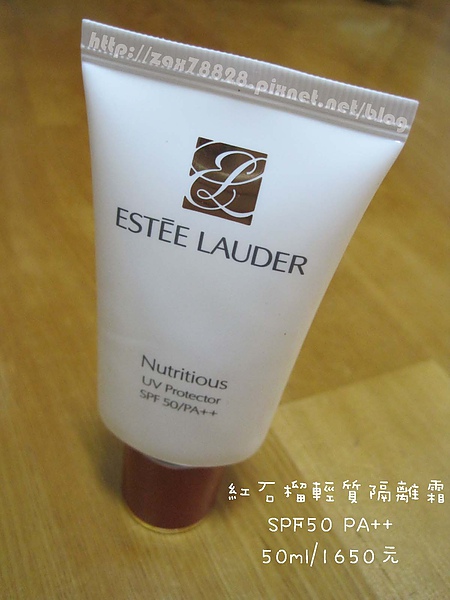 http://zax78828.pixnet.net/blog
ESTĒE LAUDER
Nutritious
UV Protector
SPF 50/PA++
紅石榴輕質隔離霜
SPF50 PA++
50ml/1650元